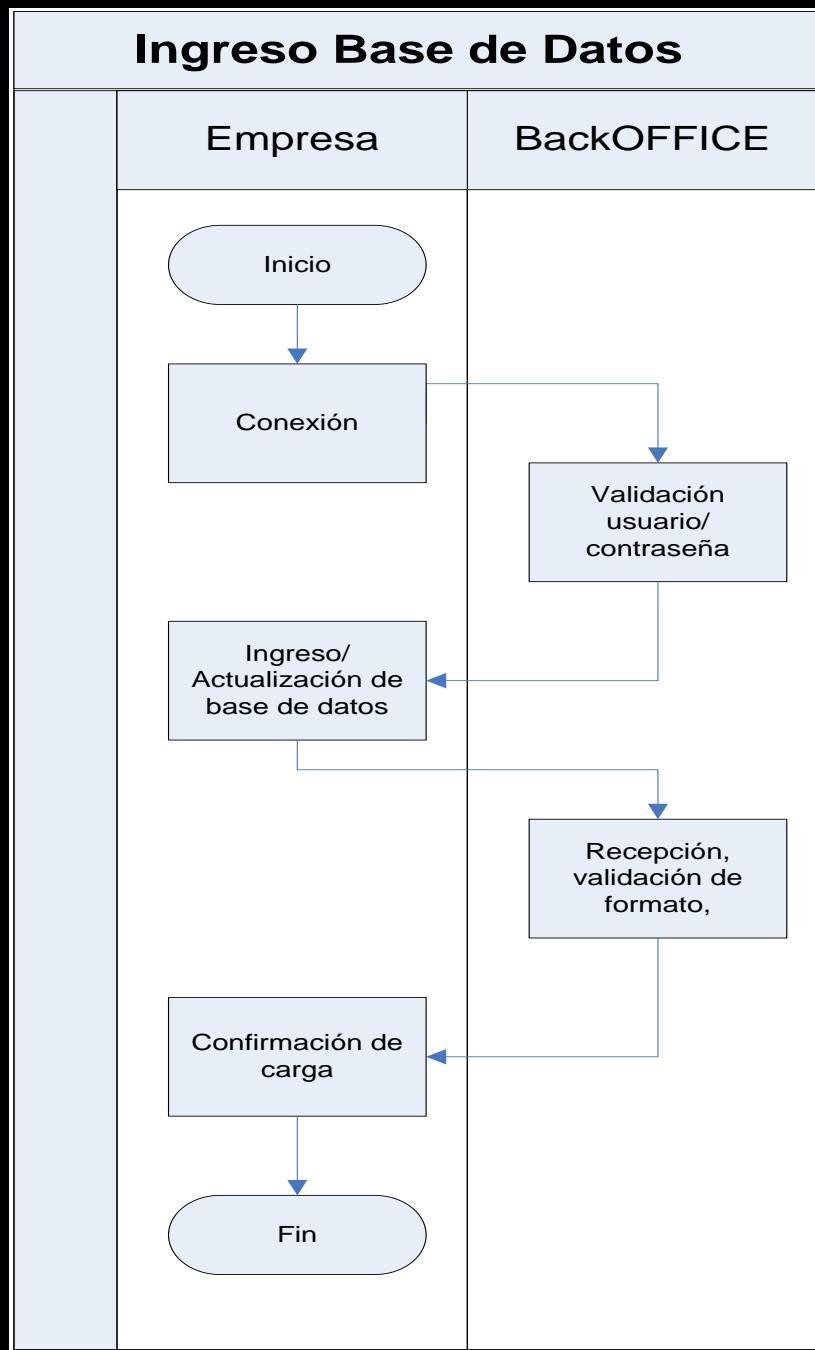 Ingreso Base de Datos
Empresa
BackOFFICE
Inicio
Conexión
Validación
usuario/
contraseña
Ingreso/
Actualización de
base de datos
Recepción,
validación de
formato,
Confirmación de
carga
Fin